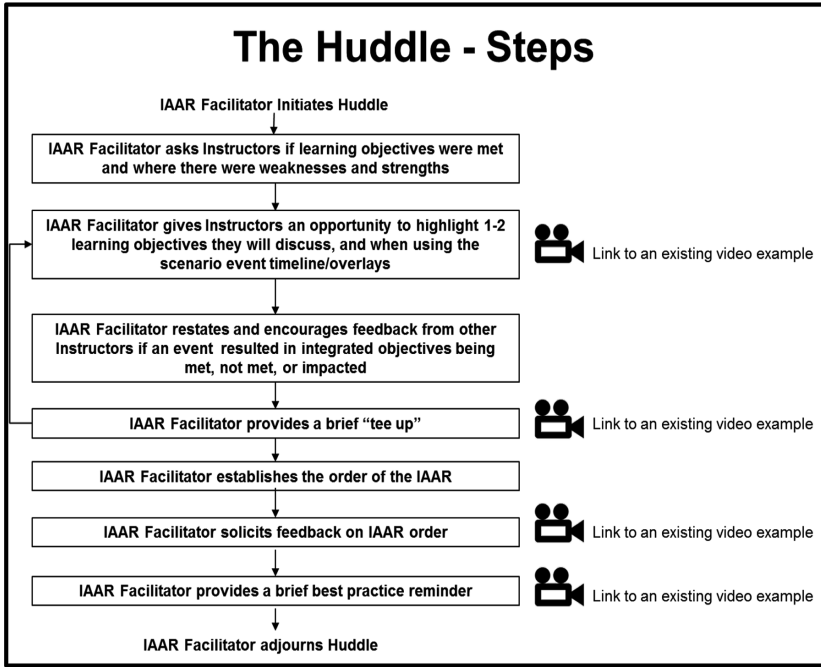 The Huddle - Steps
IAAR Facilitator Initiates Huddle
IAAR Facilitator asks Instructors if learning objectives were met
and where there were weaknesses and strengths
IAAR Facilitator gives Instructors an opportunity to highlight 1-2
learning objectives they will discuss, and when using the
scenario event timeline/overlays
Link to an existing video example
IAAR Facilitator restates and encourages feedback from other
Instructors if an event resulted in integrated objectives being
met, not met, or impacted
IAAR Facilitator provides a brief “tee up”
Link to an existing video example
IAAR Facilitator establishes the order of the IAAR
IAAR Facilitator solicits feedback on IAAR order
Link to an existing video example
IAAR Facilitator provides a brief best practice reminder
Link to an existing video example
IAAR Facilitator adjourns Huddle